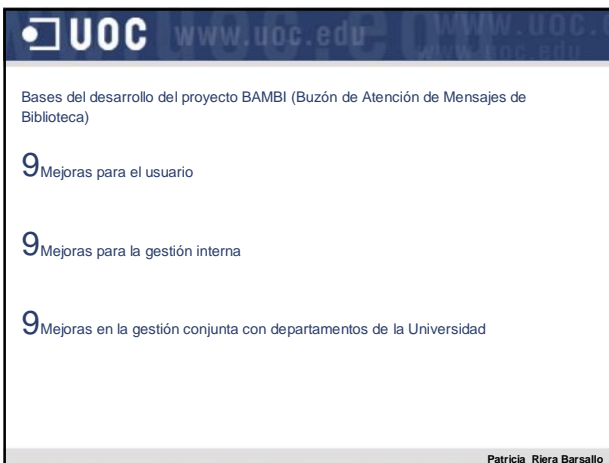 UOC www.uoc.edu
Bases del desarrollo del proyecto BAMBI (Buzón de Atención de Mensajes de
Biblioteca)
9Mejoras para el usuario
9Mejoras para la gestión interna
9Mejoras en la gestión conjunta con departamentos de la Universidad
Patricia Riera Barsallo